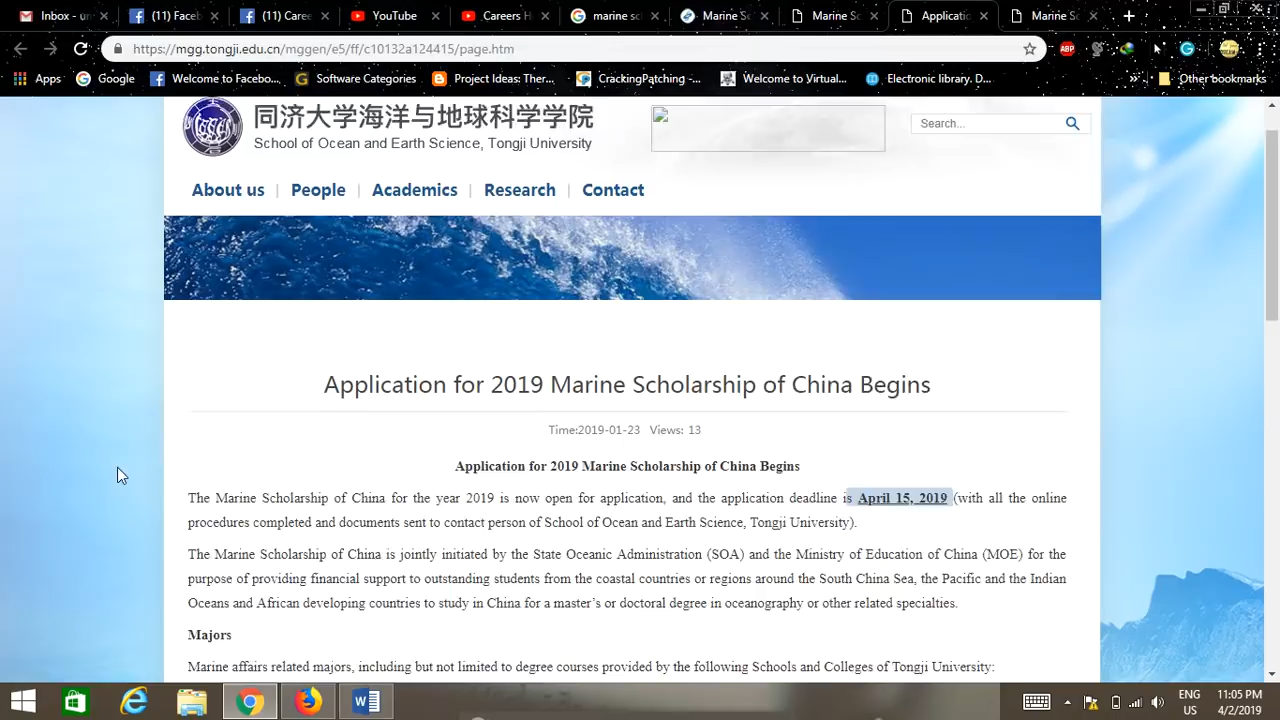 Inbox - ur
(11) Faceb
(11) Caree
YouTube
Careers H
marine sc
Marine S
Marine Sc
Applicatio
Marine Sc
https://mgg.tongji.edu.cn/mggen/e5/ff/c10132a124415/page.htm
ABP
Apps
Google
Welcome to Facebo...
Software Categories
Project Ideas: Ther...
CrackingPatching -...
Welcome to Virtual...
Electronic library. D...
Other bookmarks
同济大学海洋与地球科学学院
School of Ocean and Earth Science, Tongji University
Search...
About us | People | Academics | Research | Contact
Application for 2019 Marine Scholarship of China Begins
Time:2019-01-23 Views: 13
Application for 2019 Marine Scholarship of China Begins
The Marine Scholarship of China for the year 2019 is now open for application, and the application deadline is April 15, 2019 (with all the online
procedures completed and documents sent to contact person of School of Ocean and Earth Science, Tongji University).
The Marine Scholarship of China is jointly initiated by the State Oceanic Administration (SOA) and the Ministry of Education of China (MOE) for the
purpose of providing financial support to outstanding students from the coastal countries or regions around the South China Sea, the Pacific and the Indian
Oceans and African developing countries to study in China for a master's or doctoral degree in oceanography or other related specialties.
Majors
Marine affairs related majors, including but not limited to degree courses provided by the following Schools and Colleges of Tongji University:
ENG
US
11:05 PM
4/2/2019